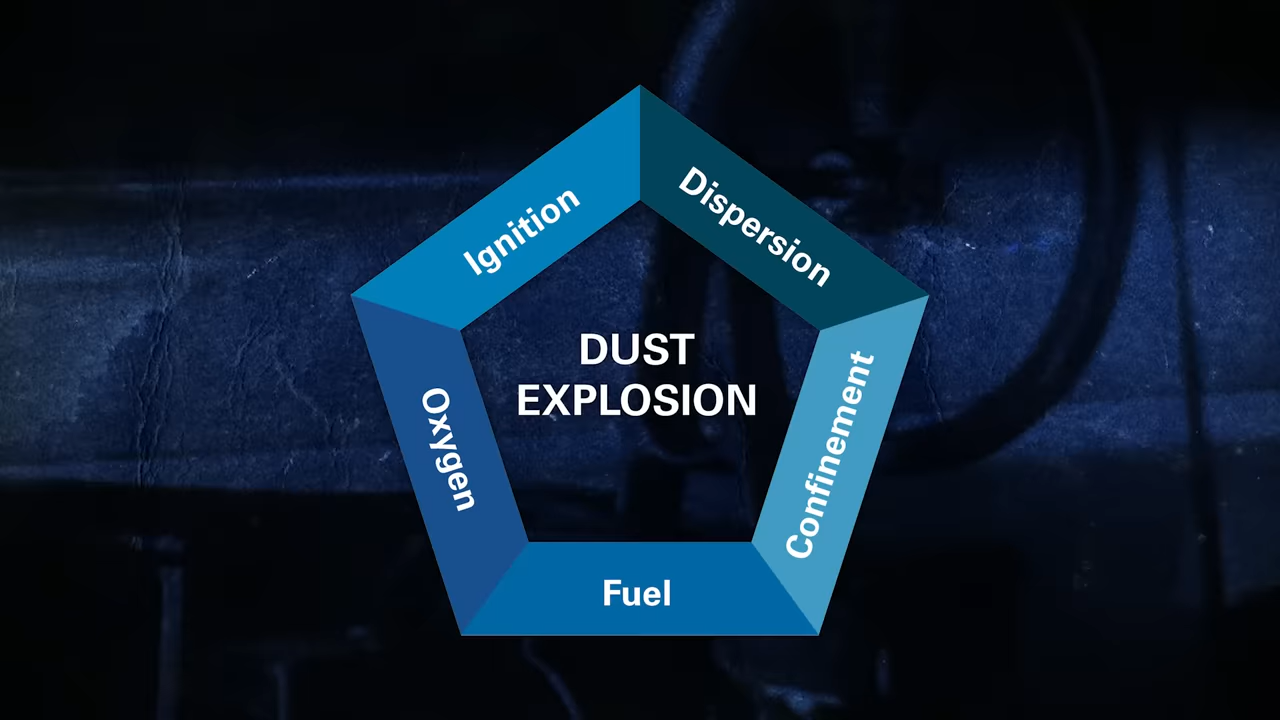 Ignition
Dispersion
DUST
EXPLOSION
Oxygen
Confinement
Fuel